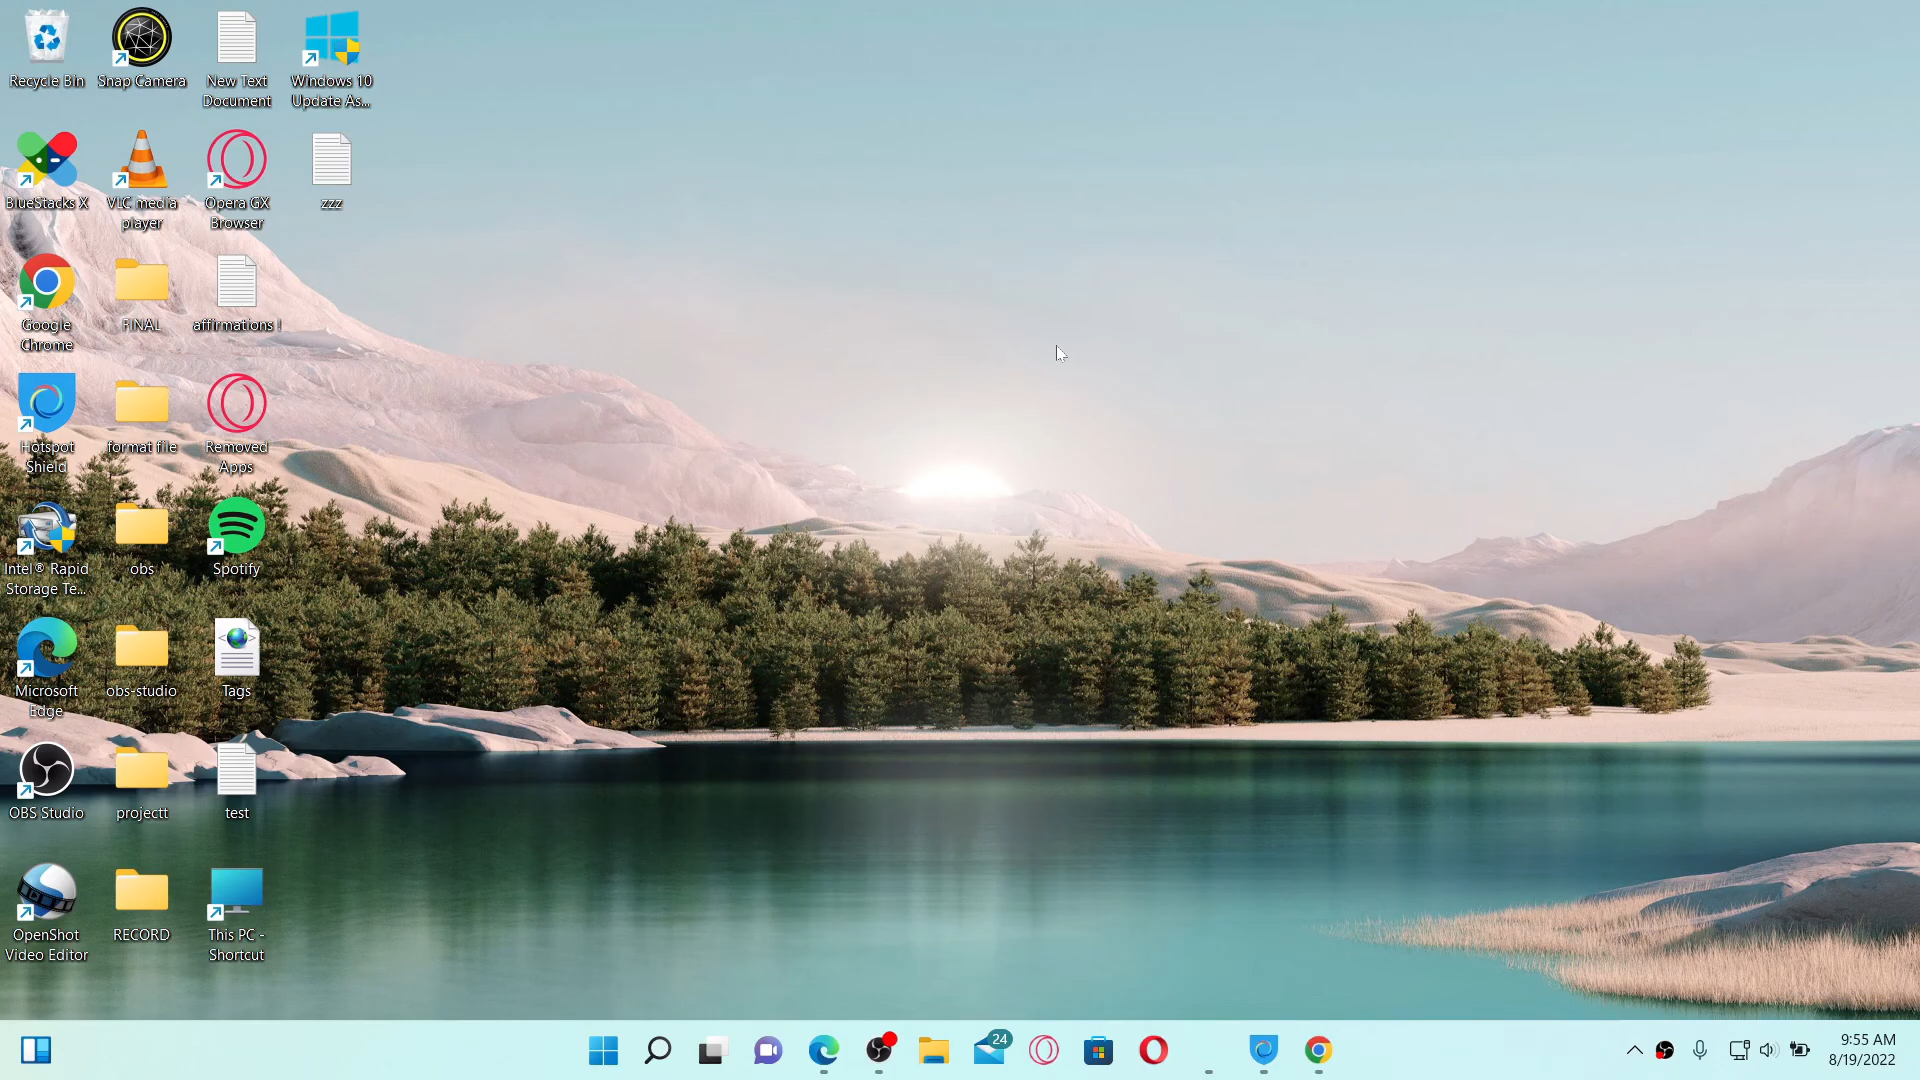 Recycle Bin
Snap Camera
New Text
Document
Windows 10
Update As...
BlueStacks X
VLC media
player
Opera GX
Browser
zzz
Google
Chrome
FINAL
affirmations !
Hotspot
Shield
format file
Removed
Apps
Intel® Rapid
Storage Te...
obs
Spotify
Microsoft
Edge
obs-studio
Tags
OBS Studio
projectt
test
OpenShot
Video Editor
RECORD
This PC -
Shortcut
24
9:55 AM
8/19/2022